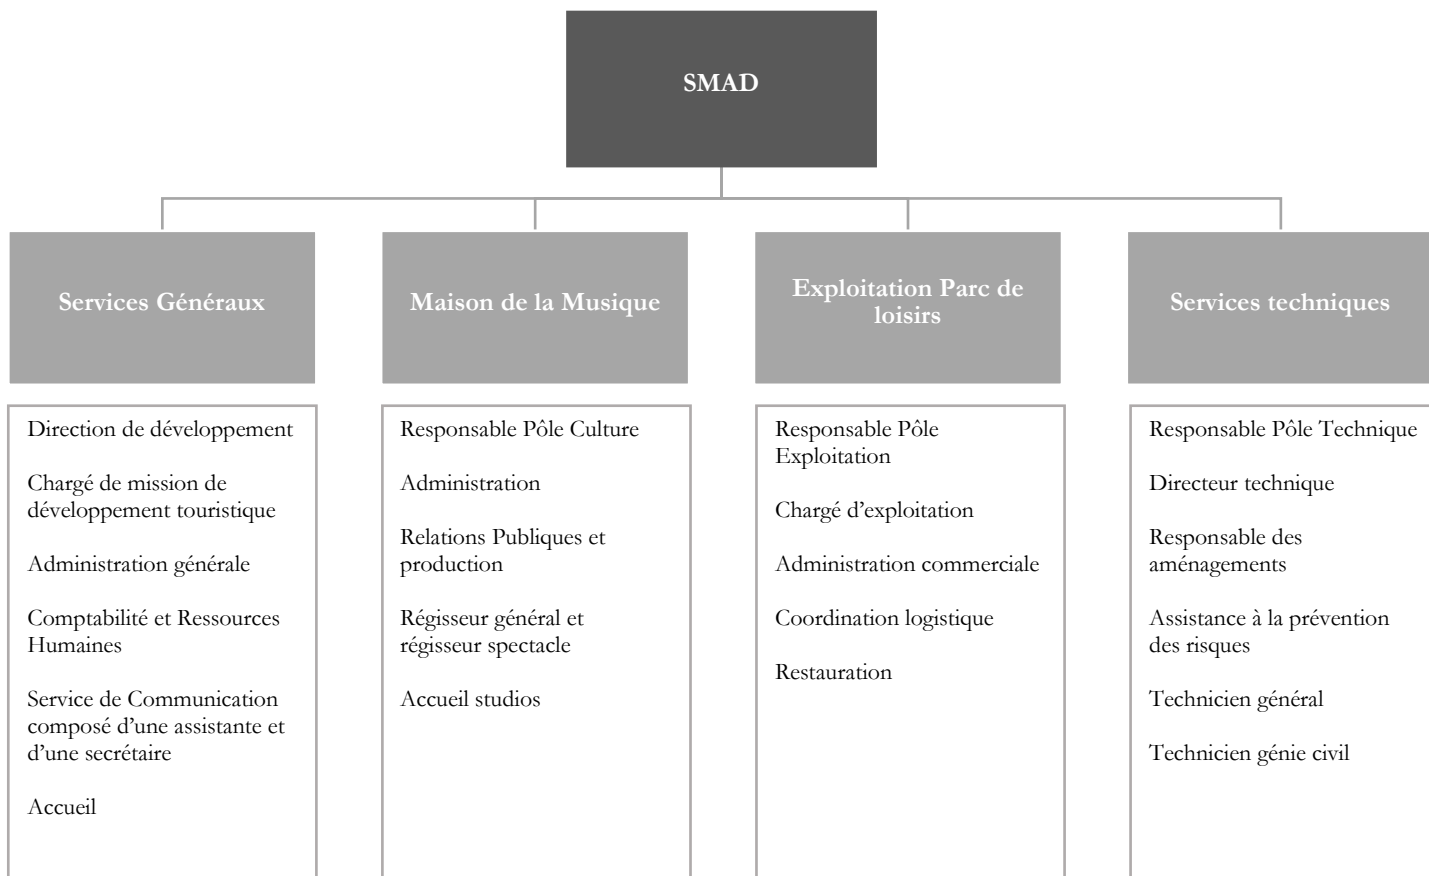 SMAD
Services Généraux
Maison de la Musique
Exploitation Parc de
loisirs
Services techniques
Direction de développement
Chargé de mission de
développement touristique
Administration générale
Comptabilité et Ressources
Humaines
Service de Communication
composé d’une assistante et
d’une secrétaire
Accueil
Responsable Pôle Culture
Administration
Relations Publiques et
production
Régisseur général et
régisseur spectacle
Accueil studios
Responsable Pôle
Exploitation
Chargé d’exploitation
Administration commerciale
Coordination logistique
Restauration
Responsable Pôle Technique
Directeur technique
Responsable des
aménagements
Assistance à la prévention
des risques
Technicien général
Technicien génie civil